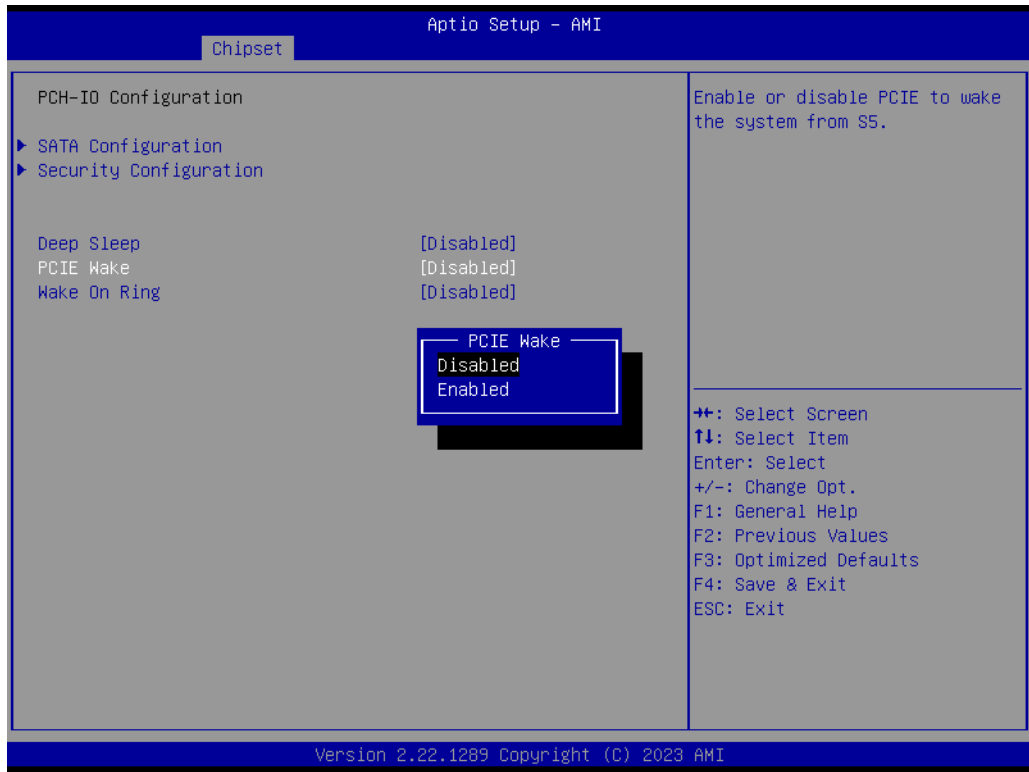 Aptio Setup – AMI
Chipset
PCH-IO Configuration
SATA Configuration
Security Configuration
Deep Sleep [Disabled]
PCIE Wake [Disabled]
Wake On Ring [Disabled]
PCIE Wake
Disabled
Enabled
Enable or disable PCIE to wake
the system from S5.
→←: Select Screen
↑↓: Select Item
Enter: Select
+/-: Change Opt.
F1: General Help
F2: Previous Values
F3: Optimized Defaults
F4: Save & Exit
ESC: Exit
Version 2.22.1289 Copyright (C) 2023 AMI